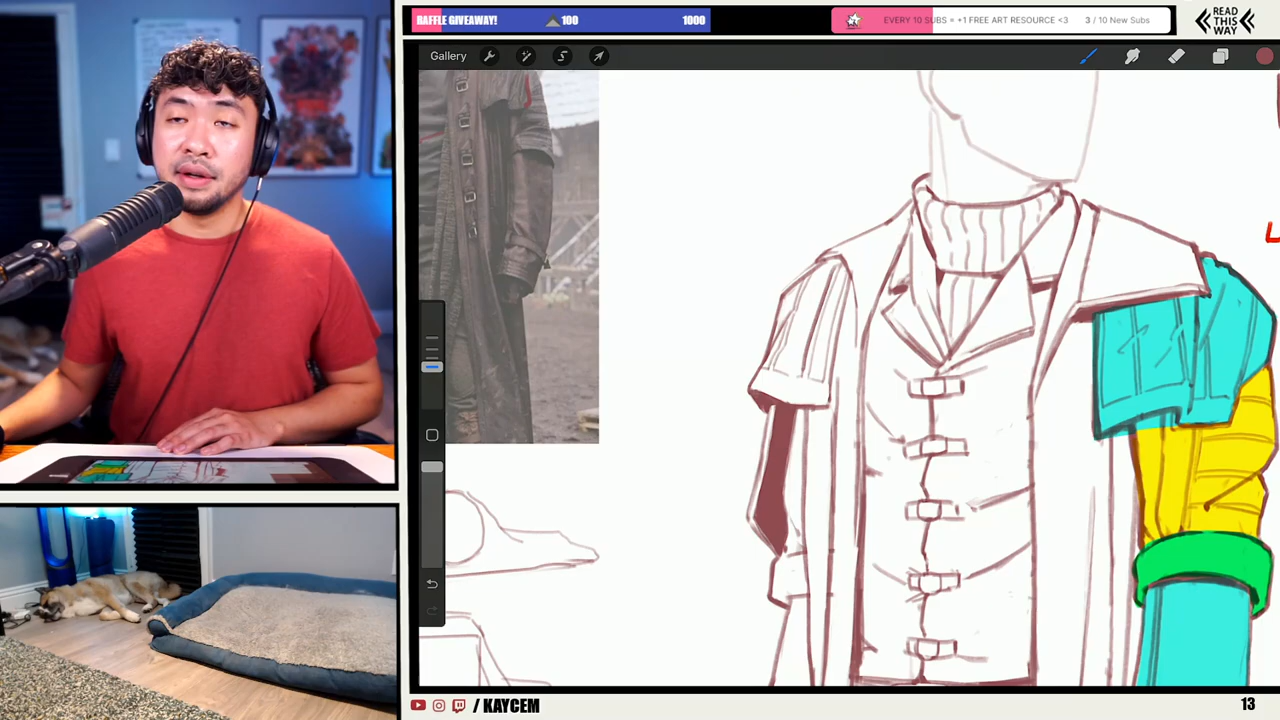 RAFFLE GIVEAWAY!
100
1000
EVERY 10 SUBS = +1 FREE ART RESOURCE <3
3 / 10 New Subs
READ
THIS
WAY
Gallery
/ KAYCEM
13